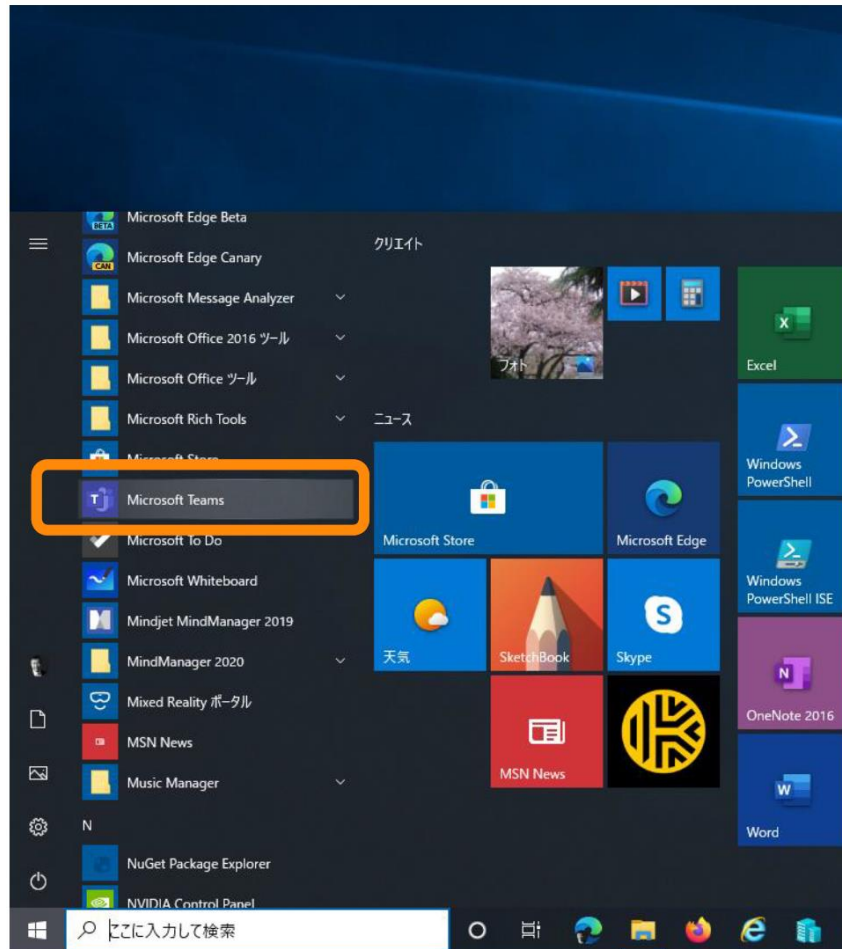 Microsoft Edge Beta
Microsoft Edge Canary
Microsoft Message Analyzer
Microsoft Office 2016 ツール
Microsoft Office ツール
Microsoft Rich Tools
Microsoft Store
Microsoft Teams
Microsoft To Do
Microsoft Whiteboard
Mindjet MindManager 2019
MindManager 2020
Mixed Reality ポータル
MSN News
Music Manager
N
NuGet Package Explorer
NVIDIA Control Panel
クリエイト
フォト
Excel
ニュース
Microsoft Store
Microsoft Edge
Windows
PowerShell
天気
SketchBook
Skype
Windows
PowerShell ISE
MSN News
OneNote 2016
Word
ここに入力して検索